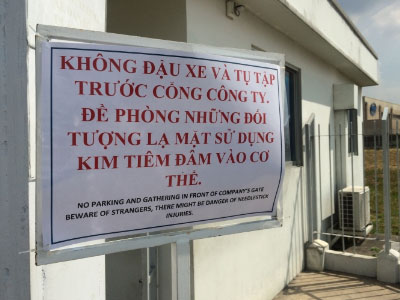 KHÔNG ĐẬU XE VÀ TỤ TẬP
TRƯỚC CỔNG CÔNG TY.
ĐỀ PHÒNG NHỮNG ĐỐI
TƯỢNG LẠ MẶT SỬ DỤNG
KIM TIÊM ĐÂM VÀO CƠ
THỂ.
NO PARKING AND GATHERING IN FRONT OF COMPANY'S GATE
BEWARE OF STRANGERS, THERE MIGHT BE DANGER OF NEEDLESTICK
INJURIES.